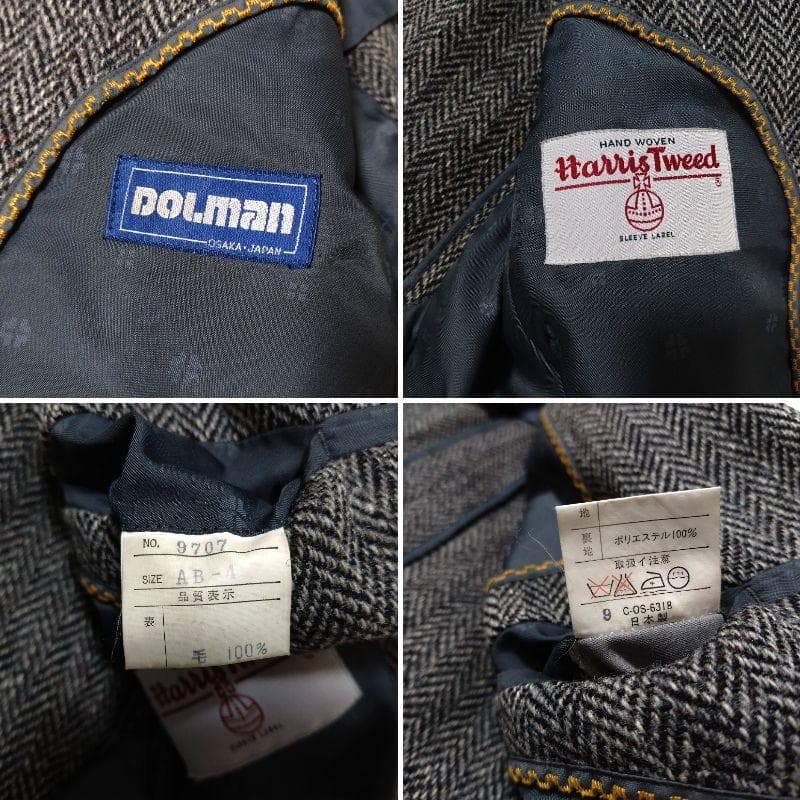 DOLMAN
OSAKA・JAPAN
HAND WOVEN
Harris Tweed
®
SLEEVE LABEL
NO. 9707
SIZE AB-4
品質表示
表
毛 100%
Harris Tweed
地
裏地 ポリエステル100%
取扱イ注意
9 C-OS-6318
日本製